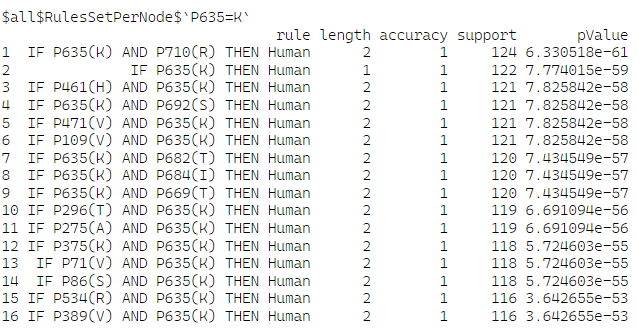 $all$RulesSetPerNode$`P635=K`
rule length accuracy support pValue
1 IF P635(K) AND P710(R) THEN Human 2 1 124 6.330518e-61
2 IF P635(K) THEN Human 1 1 122 7.774015e-59
3 IF P461(H) AND P635(K) THEN Human 2 1 121 7.825842e-58
4 IF P635(K) AND P692(S) THEN Human 2 1 121 7.825842e-58
5 IF P471(V) AND P635(K) THEN Human 2 1 121 7.825842e-58
6 IF P109(V) AND P635(K) THEN Human 2 1 121 7.825842e-58
7 IF P635(K) AND P682(T) THEN Human 2 1 120 7.434549e-57
8 IF P635(K) AND P684(I) THEN Human 2 1 120 7.434549e-57
9 IF P635(K) AND P669(T) THEN Human 2 1 120 7.434549e-57
10 IF P296(T) AND P635(K) THEN Human 2 1 119 6.691094e-56
11 IF P275(A) AND P635(K) THEN Human 2 1 119 6.691094e-56
12 IF P375(K) AND P635(K) THEN Human 2 1 118 5.724603e-55
13 IF P71(V) AND P635(K) THEN Human 2 1 118 5.724603e-55
14 IF P86(S) AND P635(K) THEN Human 2 1 118 5.724603e-55
15 IF P534(R) AND P635(K) THEN Human 2 1 116 3.642655e-53
16 IF P389(V) AND P635(K) THEN Human 2 1 116 3.642655e-53